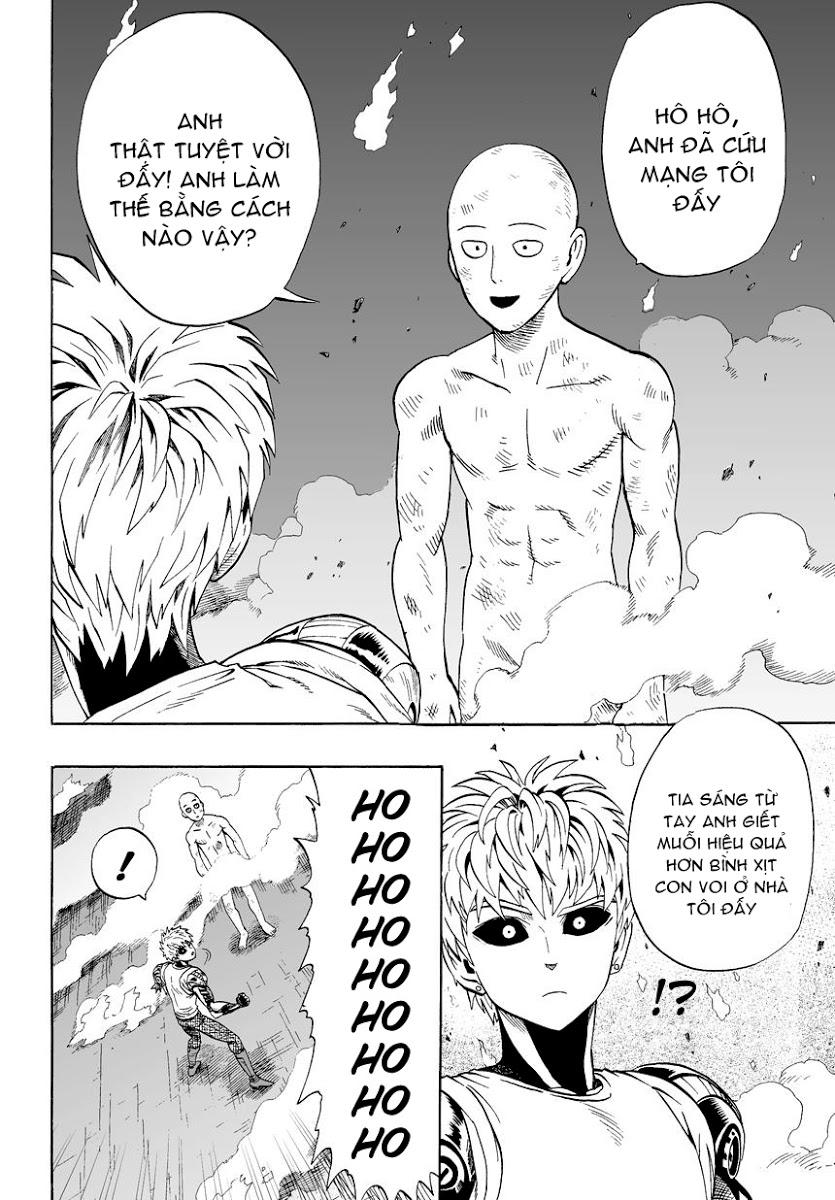 HÔ HÔ,
ANH ĐÃ CỨU
MẠNG TÔI
ĐẤY
ANH
THẬT TUYỆT VỜI
ĐẤY! ANH LÀM
THẾ BẰNG CÁCH
NÀO VẬY?
TIA SÁNG TỪ
TAY ANH GIẾT
MUỖI HIỆU QUẢ
HƠN BÌNH XỊT
CON VOI Ở NHÀ
TÔI ĐẤY
!?
HO
HO
HO
HO
HO
HO
HO
HO
HO
!